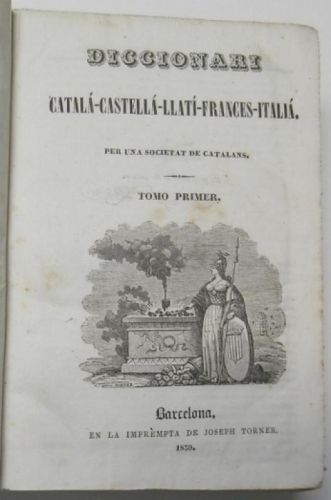 DICCIONARI
CATALÁ-CASTELLÁ-LLATÍ-FRANCES-ITALIÁ.
PER UNA SOCIETAT DE CATALANS.
TOMO PRIMER.
Barcelona,
EN LA IMPRÈMPTA DE JOSEPH TORNER.
1839.